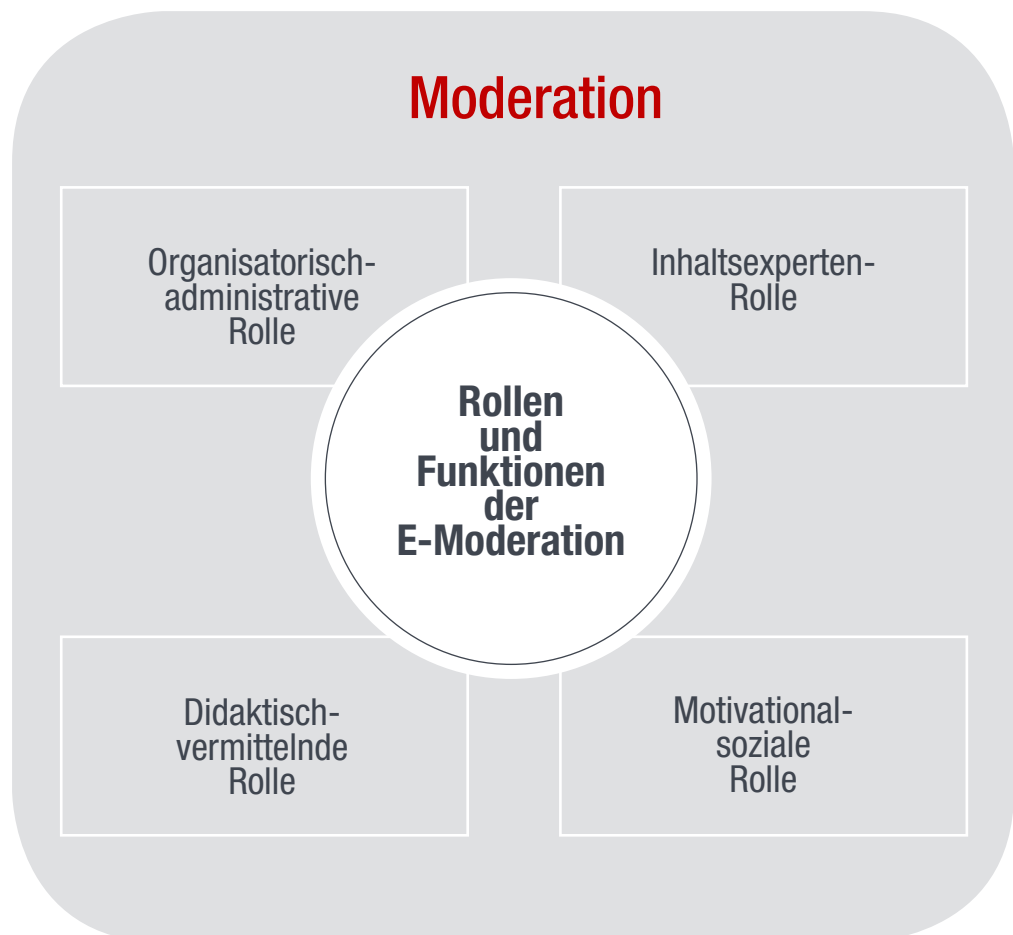 Moderation
Organisatorisch-
administrative
Rolle
Inhaltsexperten-
Rolle
Rollen
und
Funktionen
der
E-Moderation
Didaktisch-
vermittelnde
Rolle
Motivational-
soziale
Rolle